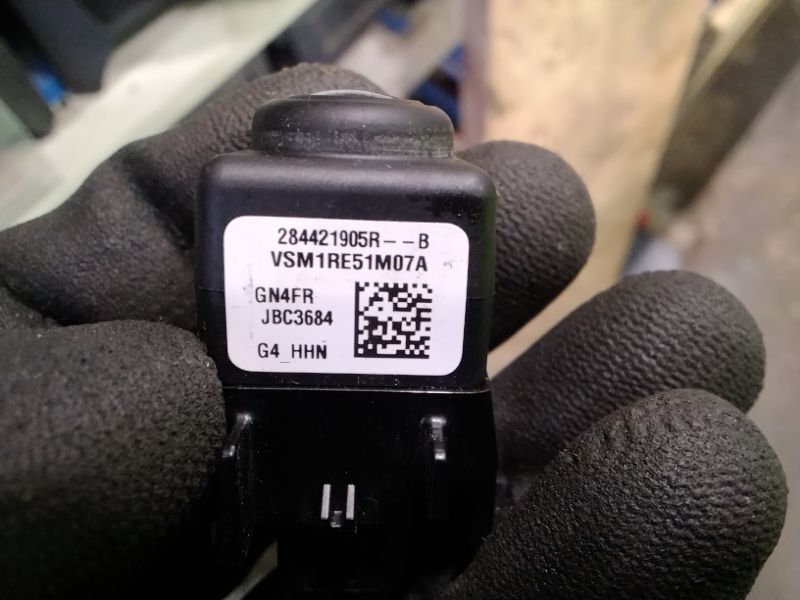 284421905R--B
VSM1RE51M07A
GN4FR
JBC3684
G4_HHN